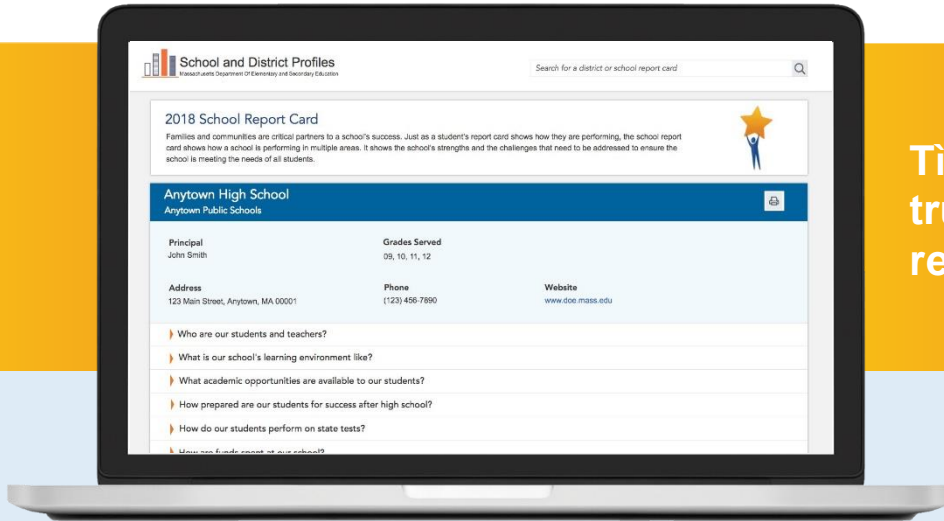 School and District Profiles
Massachusetts Department Of Elementary and Secondary Education
Search for a district or school report card
2018 School Report Card
Families and communities are critical partners to a school's success. Just as a student's report card shows how they are performing, the school report
card shows how a school is performing in multiple areas. It shows the school's strengths and the challenges that need to be addressed to ensure the
school is meeting the needs of all students.
Anytown High School
Anytown Public Schools
Principal
John Smith
Grades Served
09, 10, 11, 12
Address
123 Main Street, Anytown, MA 00001
Phone
(123) 456-7890
Website
www.doe.mass.edu
Who are our students and teachers?
What is our school's learning environment like?
What academic opportunities are available to our students?
How prepared are our students for success after high school?
How do our students perform on state tests?
How are funds spent at our school?